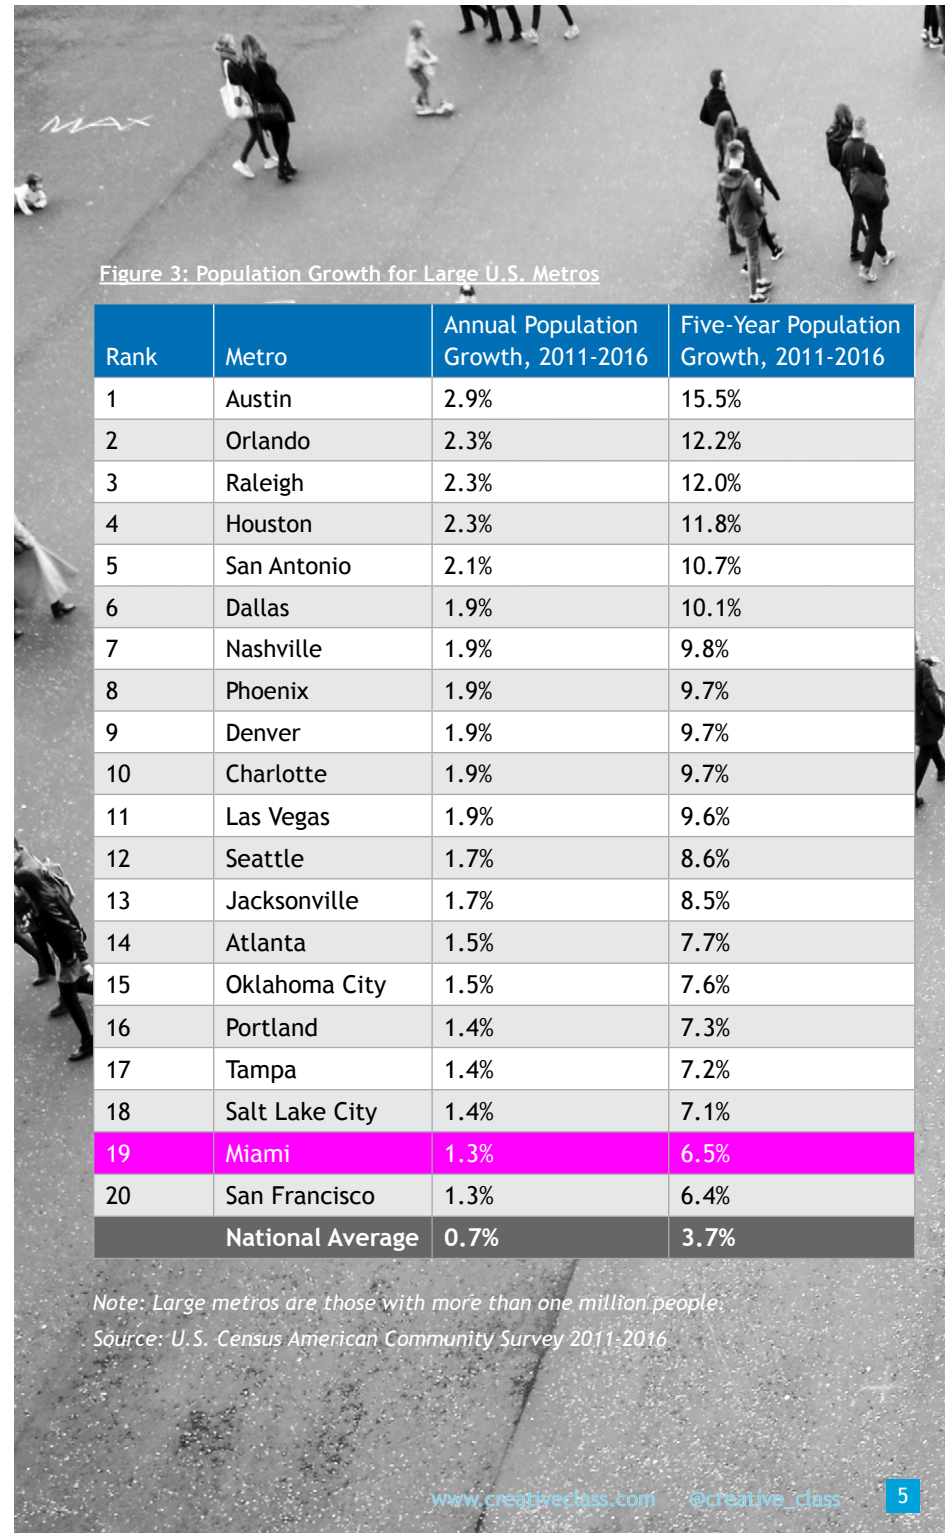 MAX
Figure 3: Population Growth for Large U.S. Metros
Rank Metro Annual Population Growth, 2011-2016 Five-Year Population Growth, 2011-2016
1 Austin 2.9% 15.5%
2 Orlando 2.3% 12.2%
3 Raleigh 2.3% 12.0%
4 Houston 2.3% 11.8%
5 San Antonio 2.1% 10.7%
6 Dallas 1.9% 10.1%
7 Nashville 1.9% 9.8%
8 Phoenix 1.9% 9.7%
9 Denver 1.9% 9.7%
10 Charlotte 1.9% 9.7%
11 Las Vegas 1.9% 9.6%
12 Seattle 1.7% 8.6%
13 Jacksonville 1.7% 8.5%
14 Atlanta 1.5% 7.7%
15 Oklahoma City 1.5% 7.6%
16 Portland 1.4% 7.3%
17 Tampa 1.4% 7.2%
18 Salt Lake City 1.4% 7.1%
19 Miami 1.3% 6.5%
20 San Francisco 1.3% 6.4%
National Average 0.7% 3.7%
Note: Large metros are those with more than one million people.
Source: U.S. Census American Community Survey 2011-2016
www.creativeclass.com - @creative_class 5